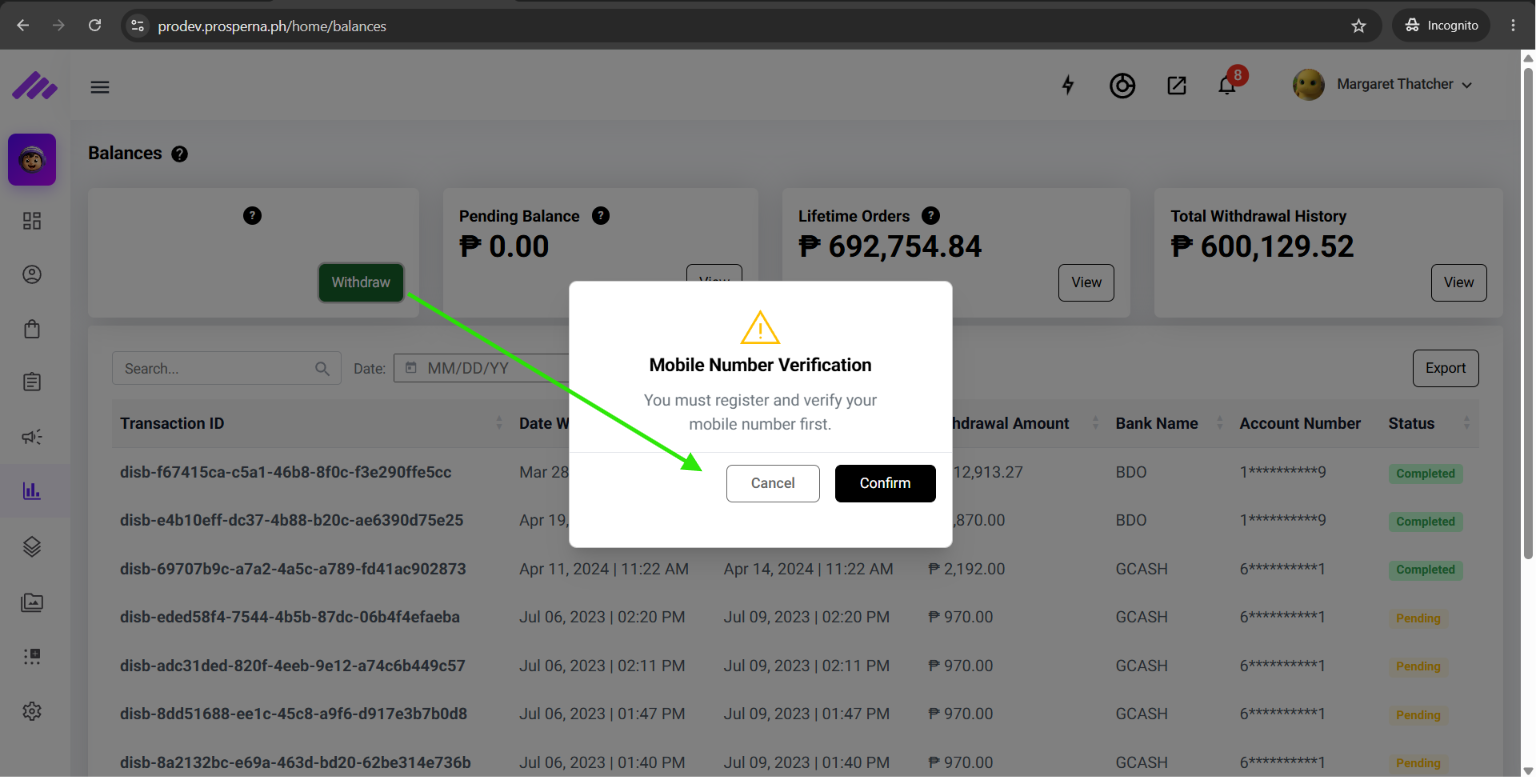 prodev.prosperna.ph/home/balances
Incognito
8
Margaret Thatcher
Balances ?
?
Withdraw
Pending Balance ?
₱ 0.00
View
Lifetime Orders ?
₱ 692,754.84
View
Total Withdrawal History
₱ 600,129.52
View
Search...
Date: MM/DD/YY
Export
Mobile Number Verification
You must register and verify your
mobile number first.
Cancel Confirm
Transaction ID Date W hdrawal Amount Bank Name Account Number Status
disb-f67415ca-c5a1-46b8-8f0c-f3e290ffe5cc Mar 28 12,913.27 BDO 1**********9 Completed
disb-e4b10eff-dc37-4b88-b20c-ae6390d75e25 Apr 19, ,870.00 BDO 1**********9 Completed
disb-69707b9c-a7a2-4a5c-a789-fd41ac902873 Apr 11, 2024 | 11:22 AM Apr 14, 2024 | 11:22 AM ₱ 2,192.00 GCASH 6**********1 Completed
disb-eded58f4-7544-4b5b-87dc-06b4f4efaeba Jul 06, 2023 | 02:20 PM Jul 09, 2023 | 02:20 PM ₱ 970.00 GCASH 6**********1 Pending
disb-adc31ded-820f-4eeb-9e12-a74c6b449c57 Jul 06, 2023 | 02:11 PM Jul 09, 2023 | 02:11 PM ₱ 970.00 GCASH 6**********1 Pending
disb-8dd51688-ee1c-45c8-a9f6-d917e3b7b0d8 Jul 06, 2023 | 01:47 PM Jul 09, 2023 | 01:47 PM ₱ 970.00 GCASH 6**********1 Pending
disb-8a2132bc-e69a-463d-bd20-62be314e736b Jul 06, 2023 | 01:40 PM Jul 09, 2023 | 01:40 PM ₱ 970.00 GCASH 6**********1 Pending